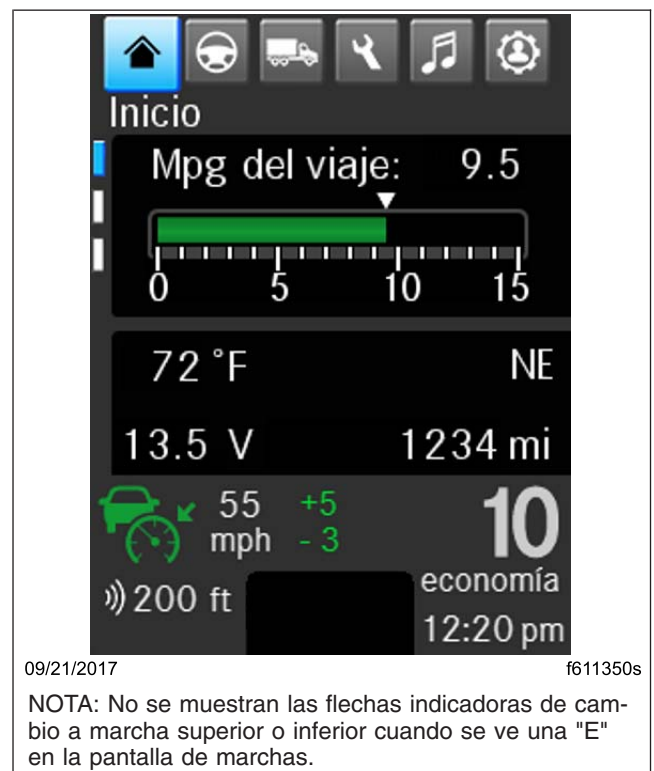 Inicio
Mpg del viaje: 9.5
0 5 10 15
72 °F NE
13.5 V 1234 mi
55 +5
mph - 3
10
economía
200 ft
12:20 pm
09/21/2017 f611350s
NOTA: No se muestran las flechas indicadoras de cam-
bio a marcha superior o inferior cuando se ve una "E"
en la pantalla de marchas.